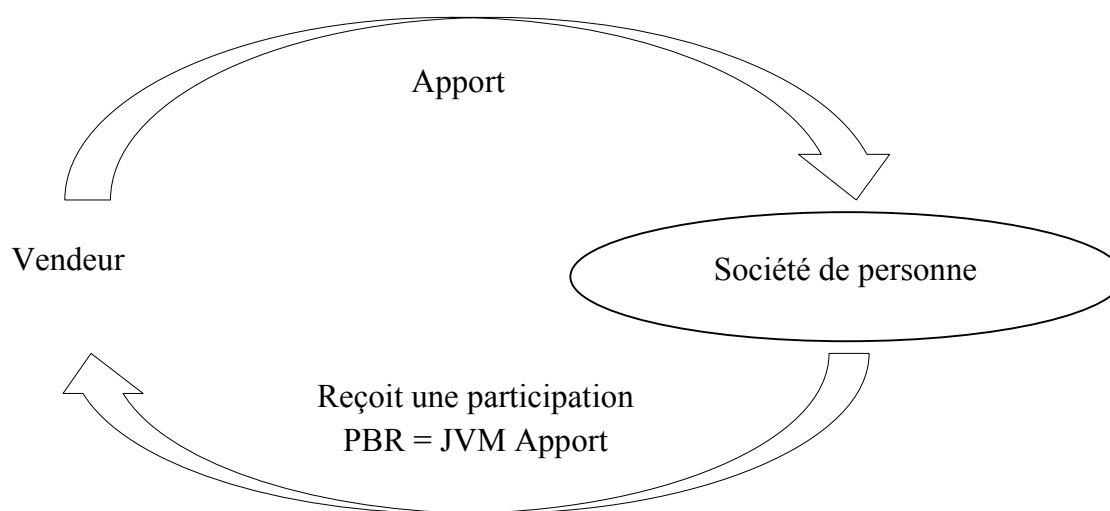 Apport
Vendeur
Société de personne
Reçoit une participation
PBR = JVM Apport